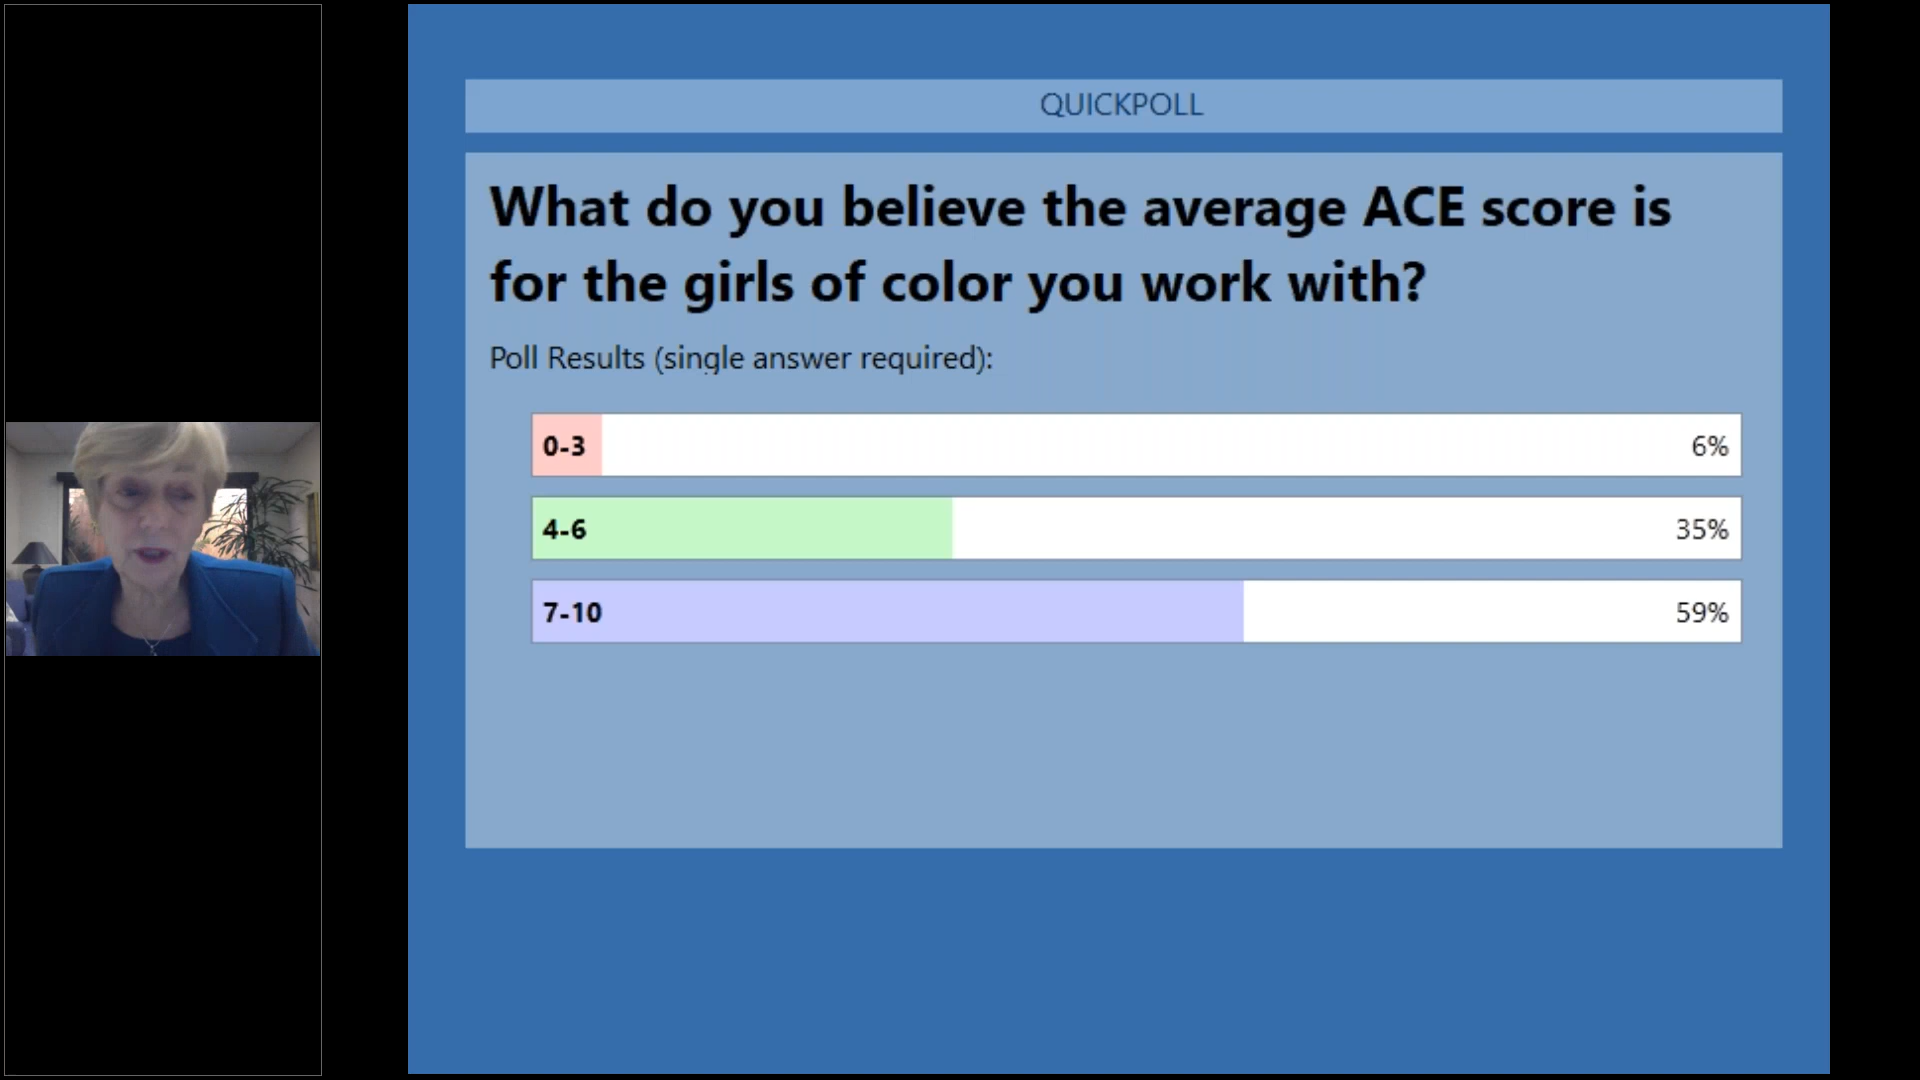 QUICKPOLL
What do you believe the average ACE score is
for the girls of color you work with?
Poll Results (single answer required):
0-3 6%
4-6 35%
7-10 59%